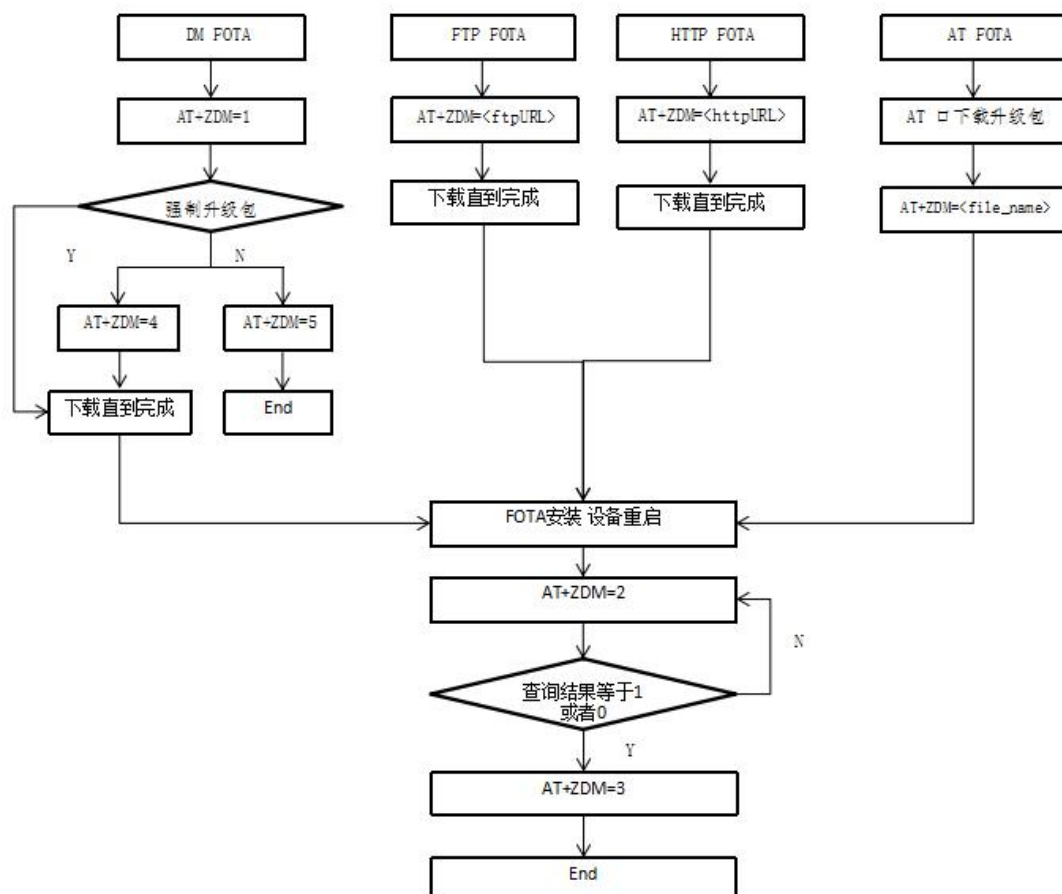 DM FOTA
FTP FOTA
HTTP FOTA
AT FOTA
AT+ZDM=1
AT+ZDM=<ftpURL>
AT+ZDM=<httpURL>
AT 口下载升级包
强制升级包
下载直到完成
下载直到完成
AT+ZDM=<file_name>
Y
N
AT+ZDM=4
AT+ZDM=5
下载直到完成
End
FOTA安装 设备重启
AT+ZDM=2
N
查询结果等于1
或者0
Y
AT+ZDM=3
End